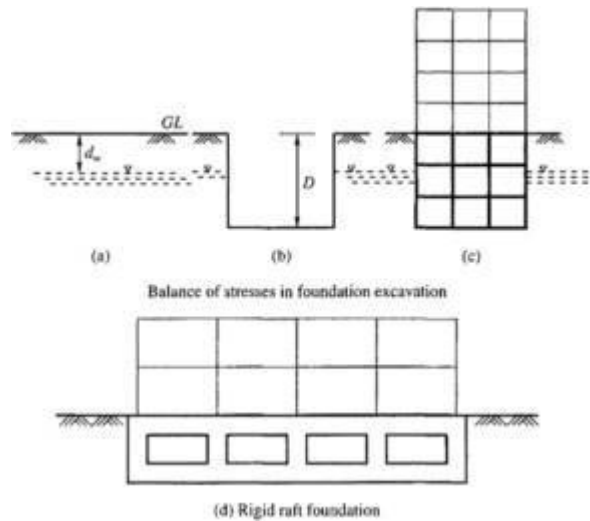 GL
d_w
D
(a) (b) (c)
Balance of stresses in foundation excavation
(d) Rigid raft foundation